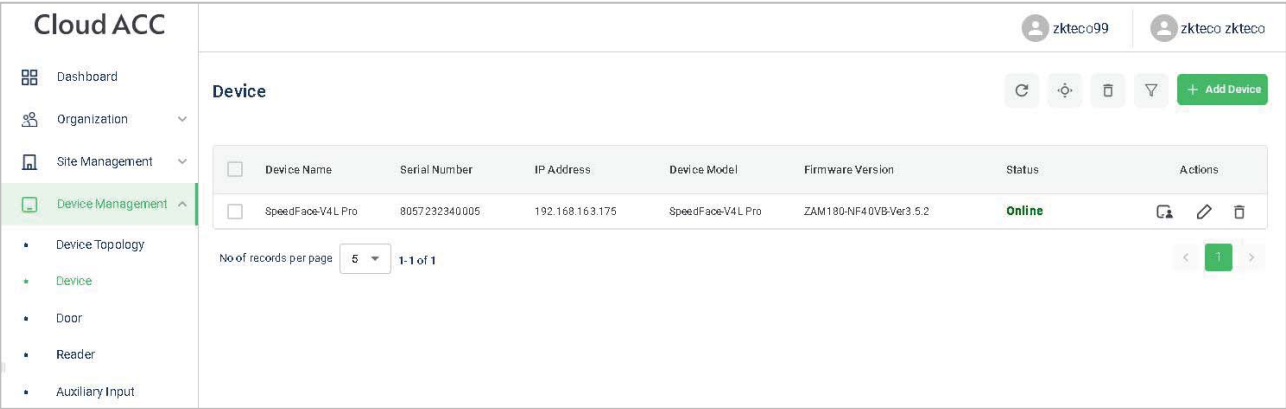 Cloud ACC
zkteco99
zkteco zkteco
Dashboard
Organization
Site Management
Device Management
Device Topology
Device
Door
Reader
Auxiliary Input
Device
+ Add Device
Device Name Serial Number IP Address Device Model Firmware Version Status Actions
SpeedFace-V4L Pro 8057232340005 192.168.163.175 SpeedFace-V4L Pro ZAM180-NF40VB-Ver3.5.2 Online
No of records per page 5 1-1 of 1
< 1 >